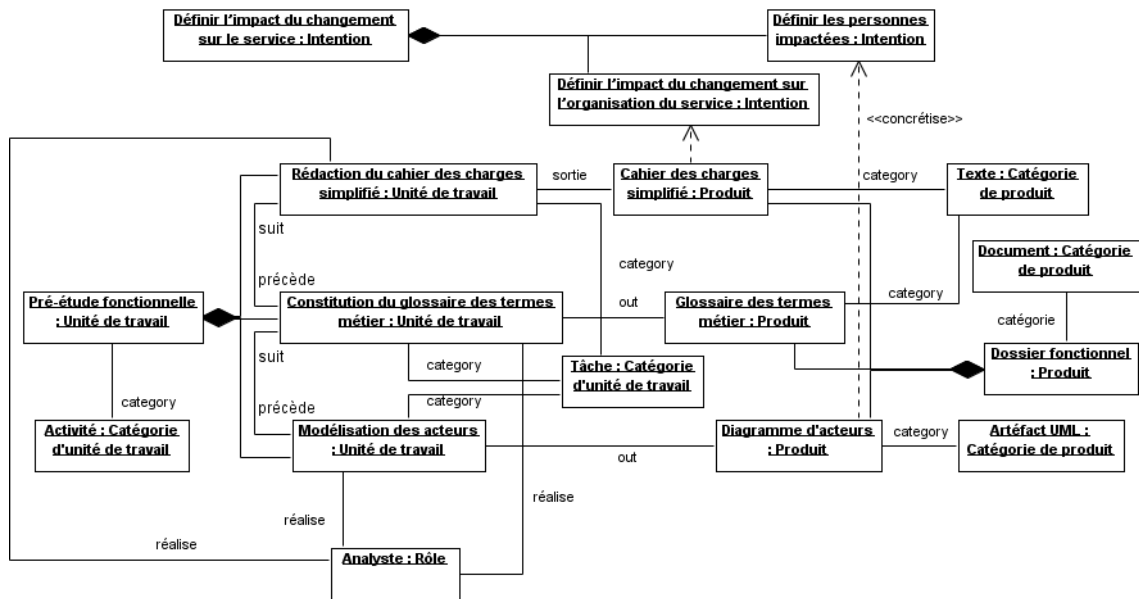 Définir l'impact du changement
sur le service : Intention
Définir les personnes
impactées : Intention
Définir l'impact du changement sur
l'organisation du service : Intention
<<concrétise>>
Rédaction du cahier des charges
simplifié : Unité de travail
sortie
Cahier des charges
simplifié : Produit
category
Texte : Catégorie
de produit
suit
précède
category
Document : Catégorie
de produit
Pré-étude fonctionnelle
: Unité de travail
Constitution du glossaire des termes
métier : Unité de travail
out
Glossaire des termes
métier : Produit
category
catégorie
suit
précède
category
category
Tâche : Catégorie
d'unité de travail
Dossier fonctionnel
: Produit
category
Activité : Catégorie
d'unité de travail
Modélisation des acteurs
: Unité de travail
out
Diagramme d'acteurs
: Produit
category
Artéfact UML :
Catégorie de produit
réalise
réalise
réalise
Analyste : Rôle